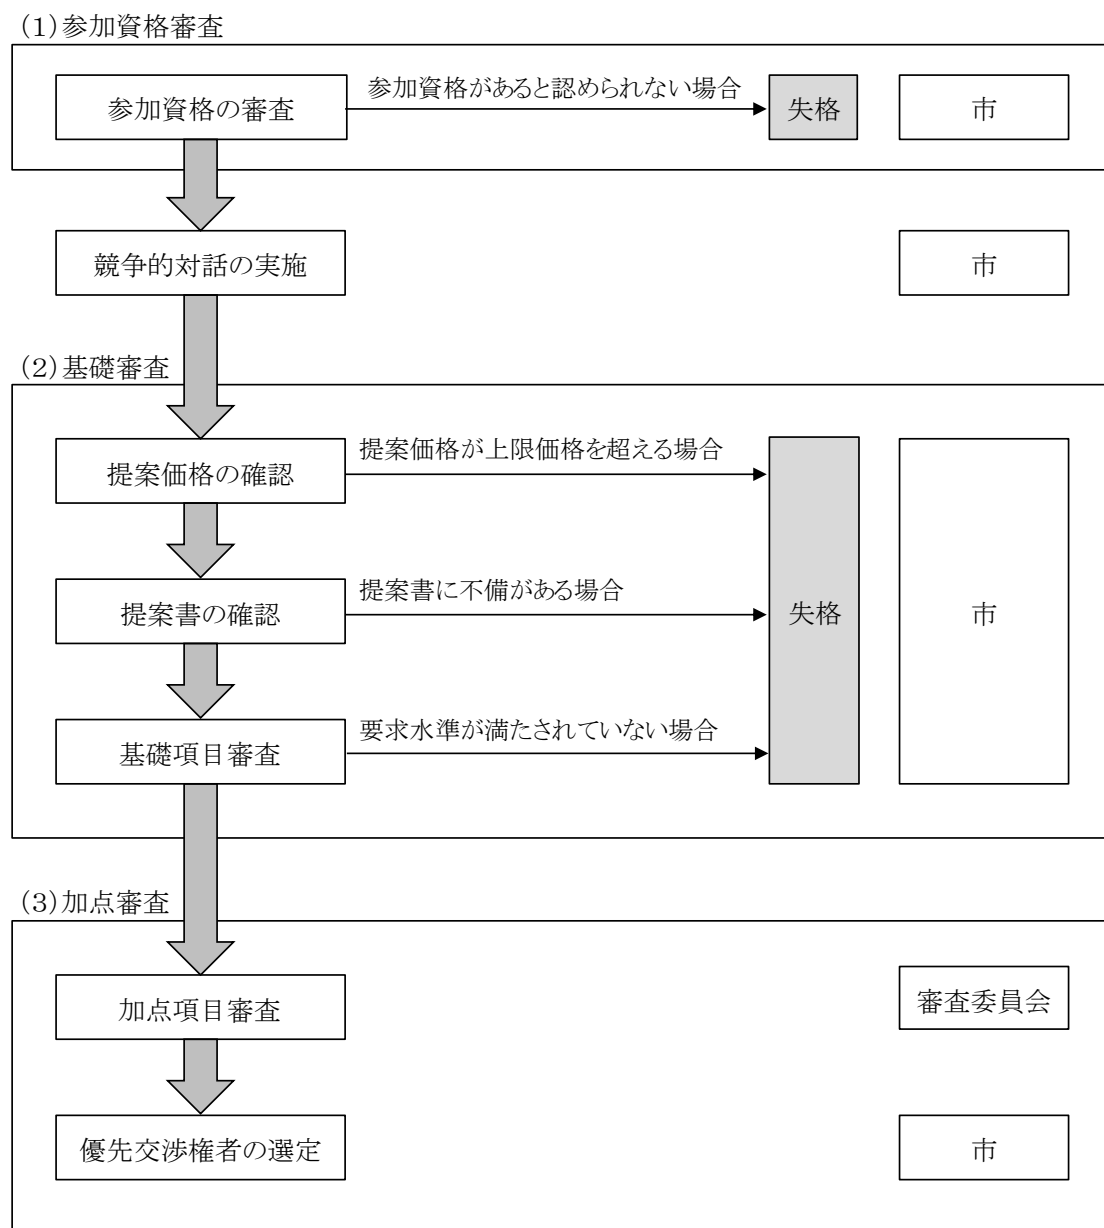 (1)参加資格審査
参加資格の審査
参加資格があると認められない場合
失格
市
競争的対話の実施
市
(2)基礎審査
提案価格の確認
提案価格が上限価格を超える場合
提案書の確認
提案書に不備がある場合
失格
市
基礎項目審査
要求水準が満たされていない場合
(3)加点審査
加点項目審査
審査委員会
優先交渉権者の選定
市